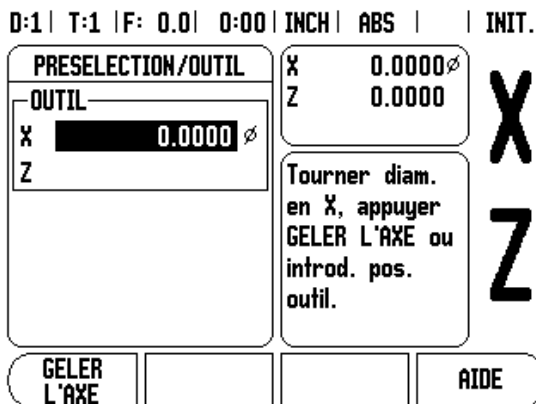 D:1 | T:1 | F: 0.0 | 0:00 | INCH | ABS | | INIT.
PRESELECTION/OUTIL
OUTIL
X 0.0000 ⌀
Z
X 0.0000⌀
Z 0.0000
Tourner diam.
en X, appuyer
GELER L'AXE ou
introd. pos.
outil.
X
Z
GELER
L'AXE
AIDE